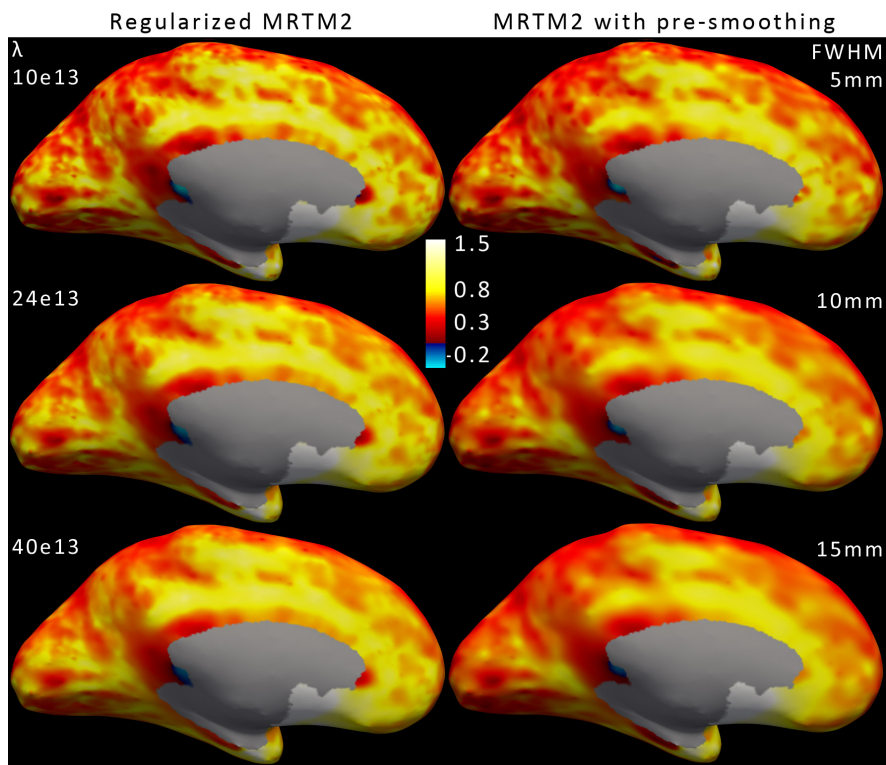 Regularized MRTM2
MRTM2 with pre-smoothing
λ
10e13
FWHM
5mm
1.5
0.8
0.3
-0.2
24e13
10mm
40e13
15mm